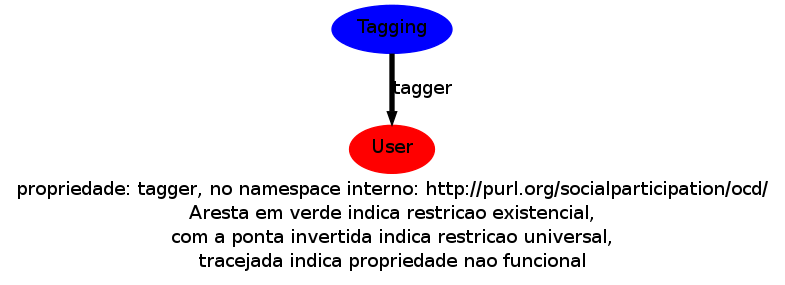 Tagging
tagger
User
propriedade: tagger, no namespace interno: http://purl.org/socialparticipation/ocd/
Aresta em verde indica restricao existencial,
com a ponta invertida indica restricao universal,
tracejada indica propriedade nao funcional